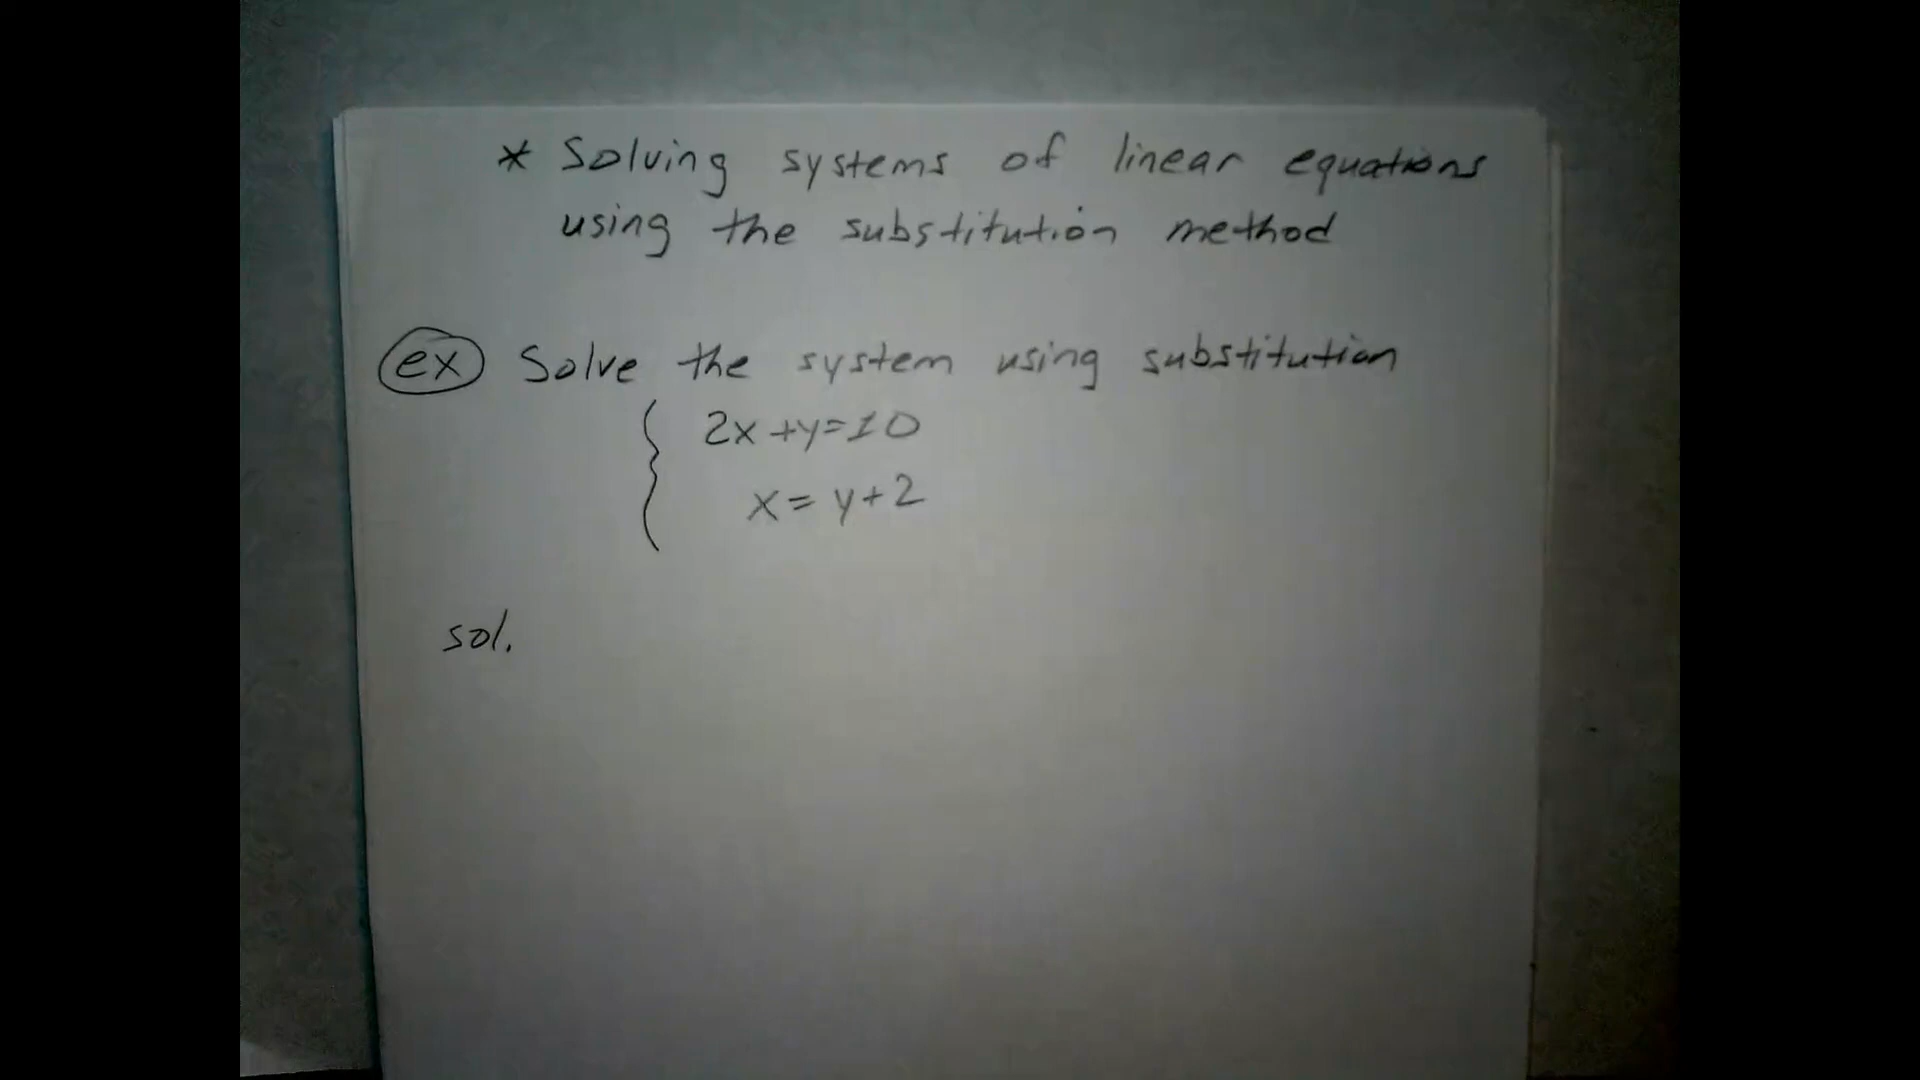 * Solving systems of linear equations
using the substitution method
ex Solve the system using substitution
2x+y=10
x=y+2
sol.